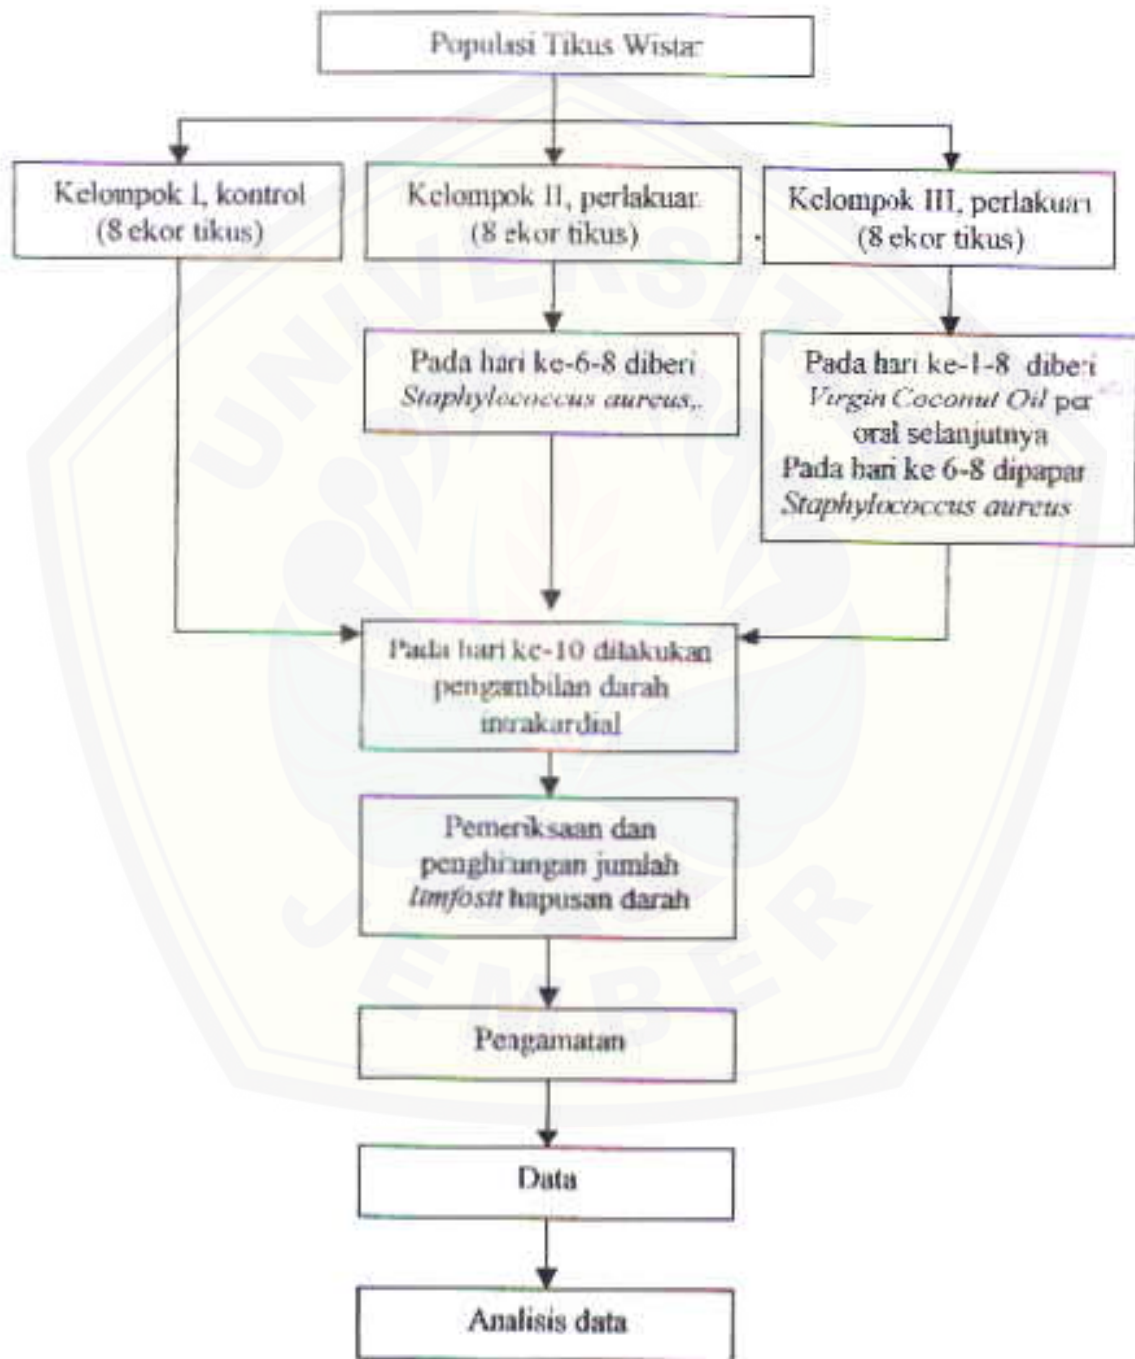 Populasi Tikus Wistar
Kelompok I, kontrol
(8 ekor tikus)
Kelompok II, perlakuan
(8 ekor tikus)
Kelompok III, perlakuan
(8 ekor tikus)
Pada hari ke-6-8 diberi
Staphylococcus aureus,.
Pada hari ke-1-8 diberi
Virgin Coconut Oil per
oral selanjutnya
Pada hari ke 6-8 dipapar
Staphylococcus aureus
Pada hari ke-10 dilakukan
pengambilan darah
intrakardial
Pemeriksaan dan
penghitungan jumlah
limfosit hapusan darah
Pengamatan
Data
Analisis data
UNIVERSITAS
JEMBER